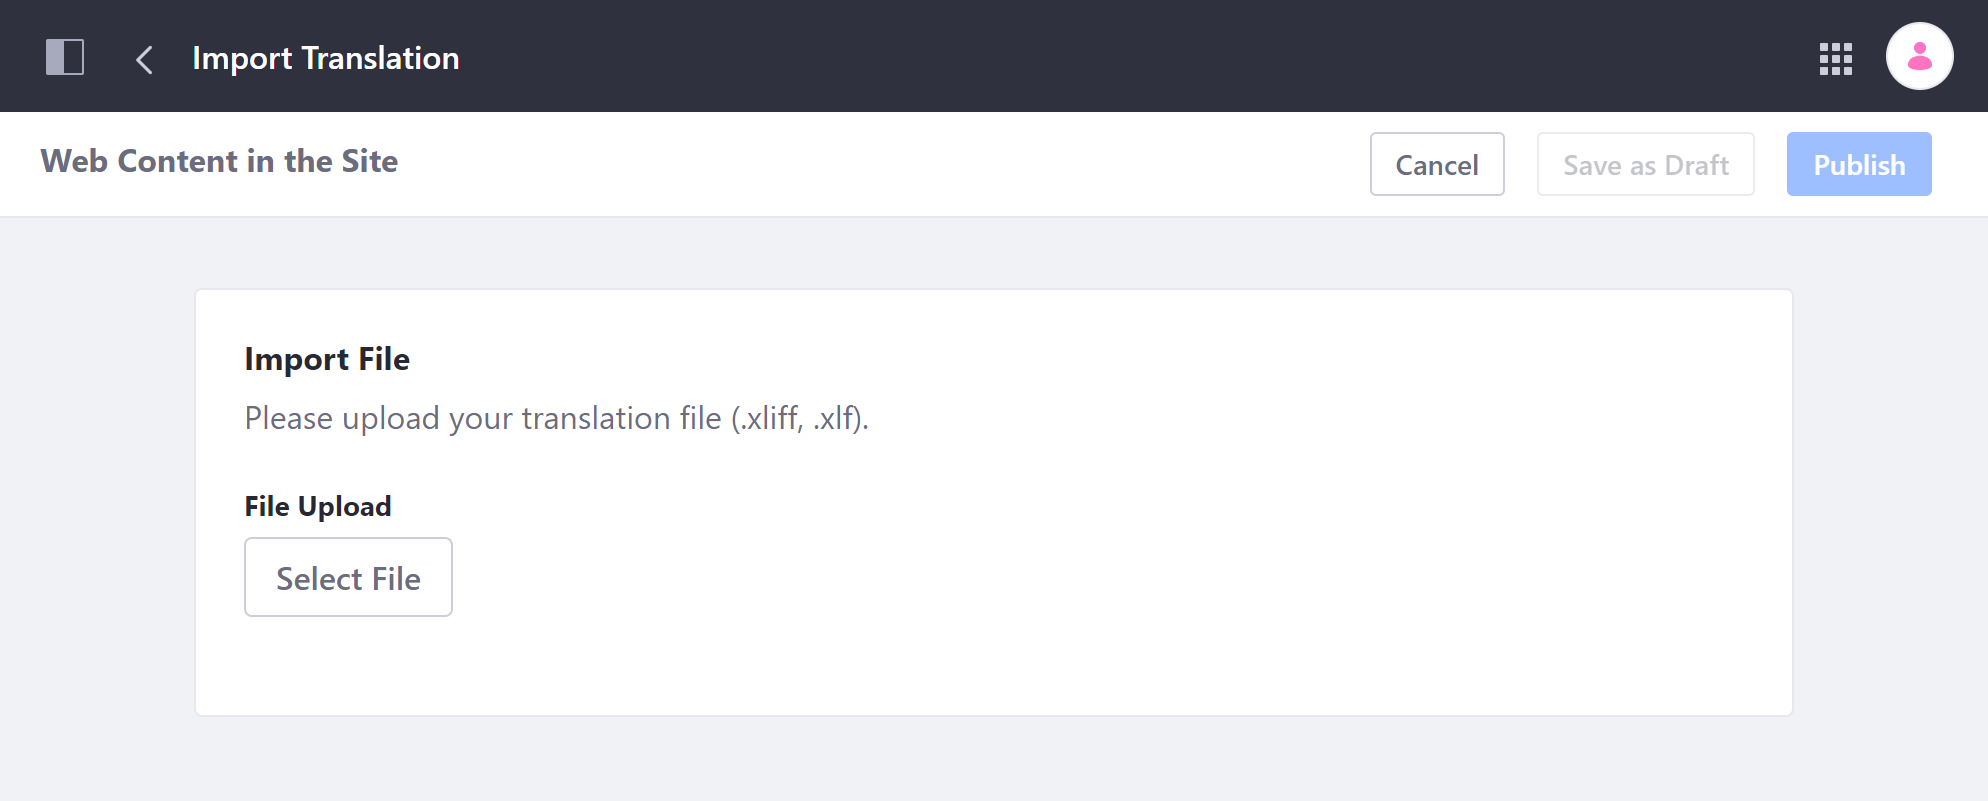 Import Translation
Web Content in the Site
Cancel
Save as Draft
Publish
Import File
Please upload your translation file (.xliff, .xlf).
File Upload
Select File